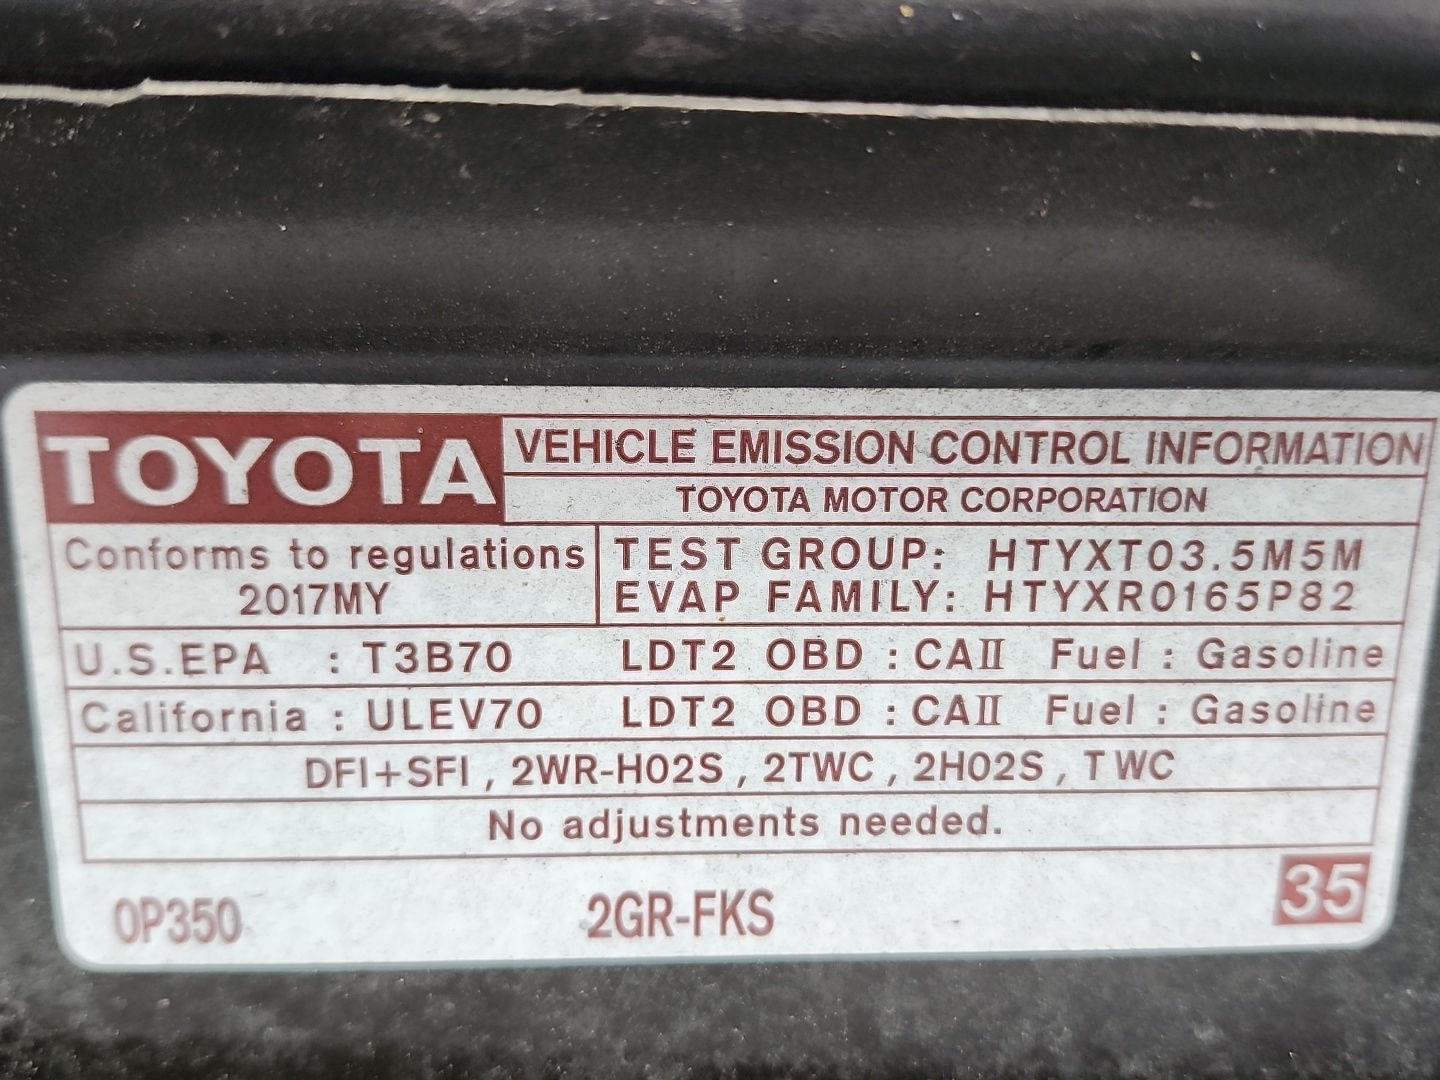 TOYOTA VEHICLE EMISSION CONTROL INFORMATION
TOYOTA MOTOR CORPORATION
Conforms to regulations
2017MY
TEST GROUP: HTYXT03.5M5M
EVAP FAMILY: HTYXR0165P82
U.S.EPA : T3B70 LDT2 OBD : CAII Fuel : Gasoline
California : ULEV70 LDT2 OBD : CAII Fuel : Gasoline
DFI+SFI , 2WR-HO2S , 2TWC , 2HO2S , TWC
No adjustments needed.
0P350 2GR-FKS 35